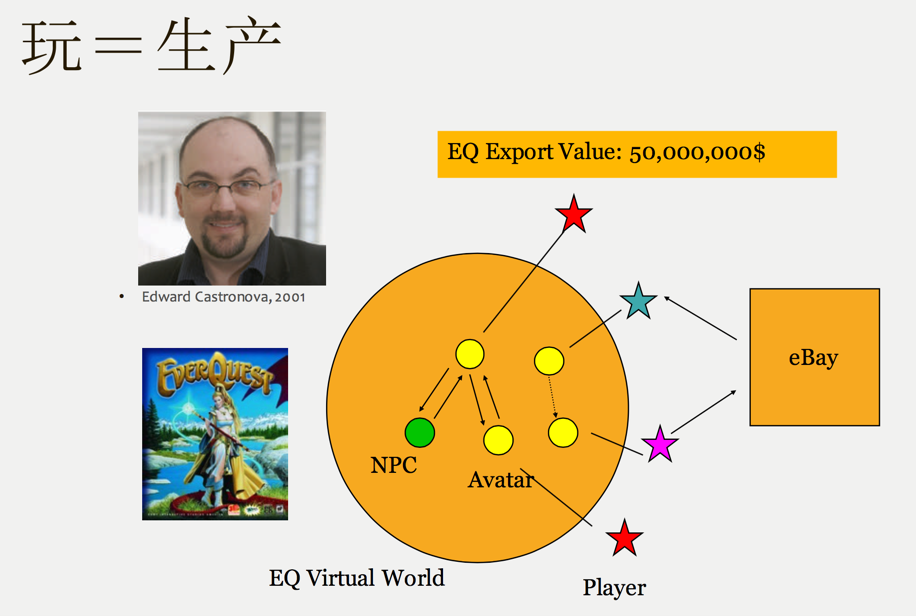 玩＝生产
EQ Export Value: 50,000,000$
• Edward Castronova, 2001
EVERQUEST
eBay
NPC
Avatar
EQ Virtual World
Player